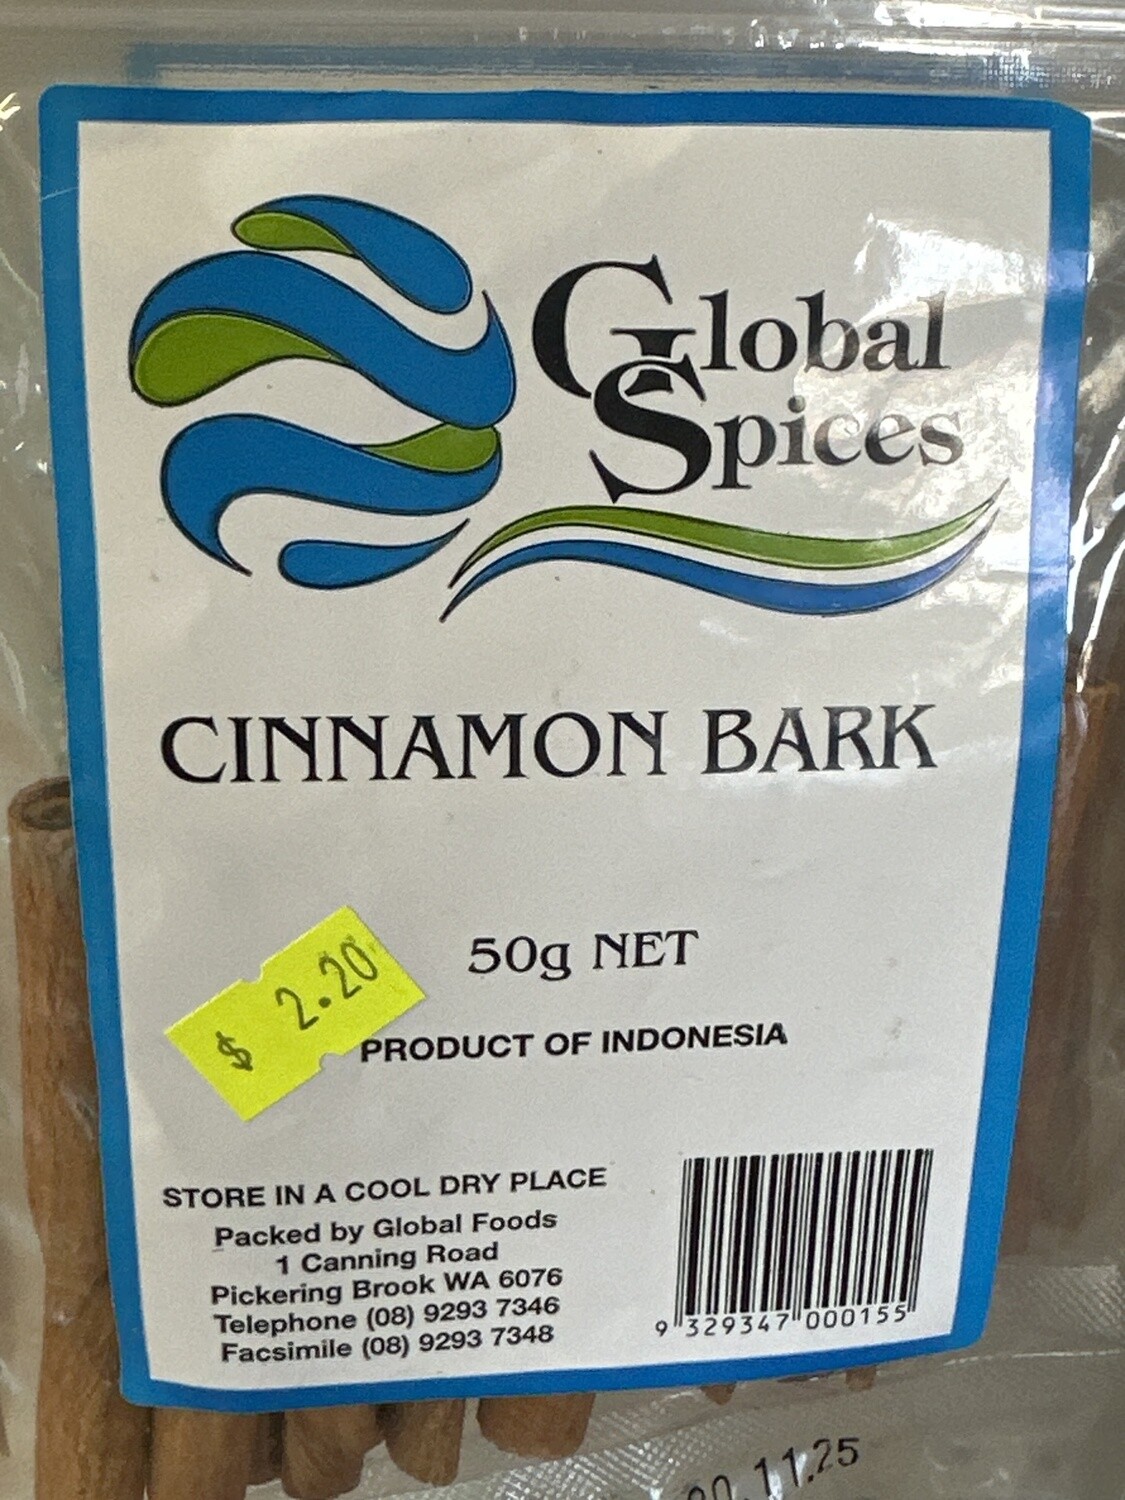 Global
Spices
CINNAMON BARK
50g NET
$ 2.20
PRODUCT OF INDONESIA
STORE IN A COOL DRY PLACE
Packed by Global Foods
1 Canning Road
Pickering Brook WA 6076
Telephone (08) 9293 7346
Facsimile (08) 9293 7348
9 329347 000155
.11.25